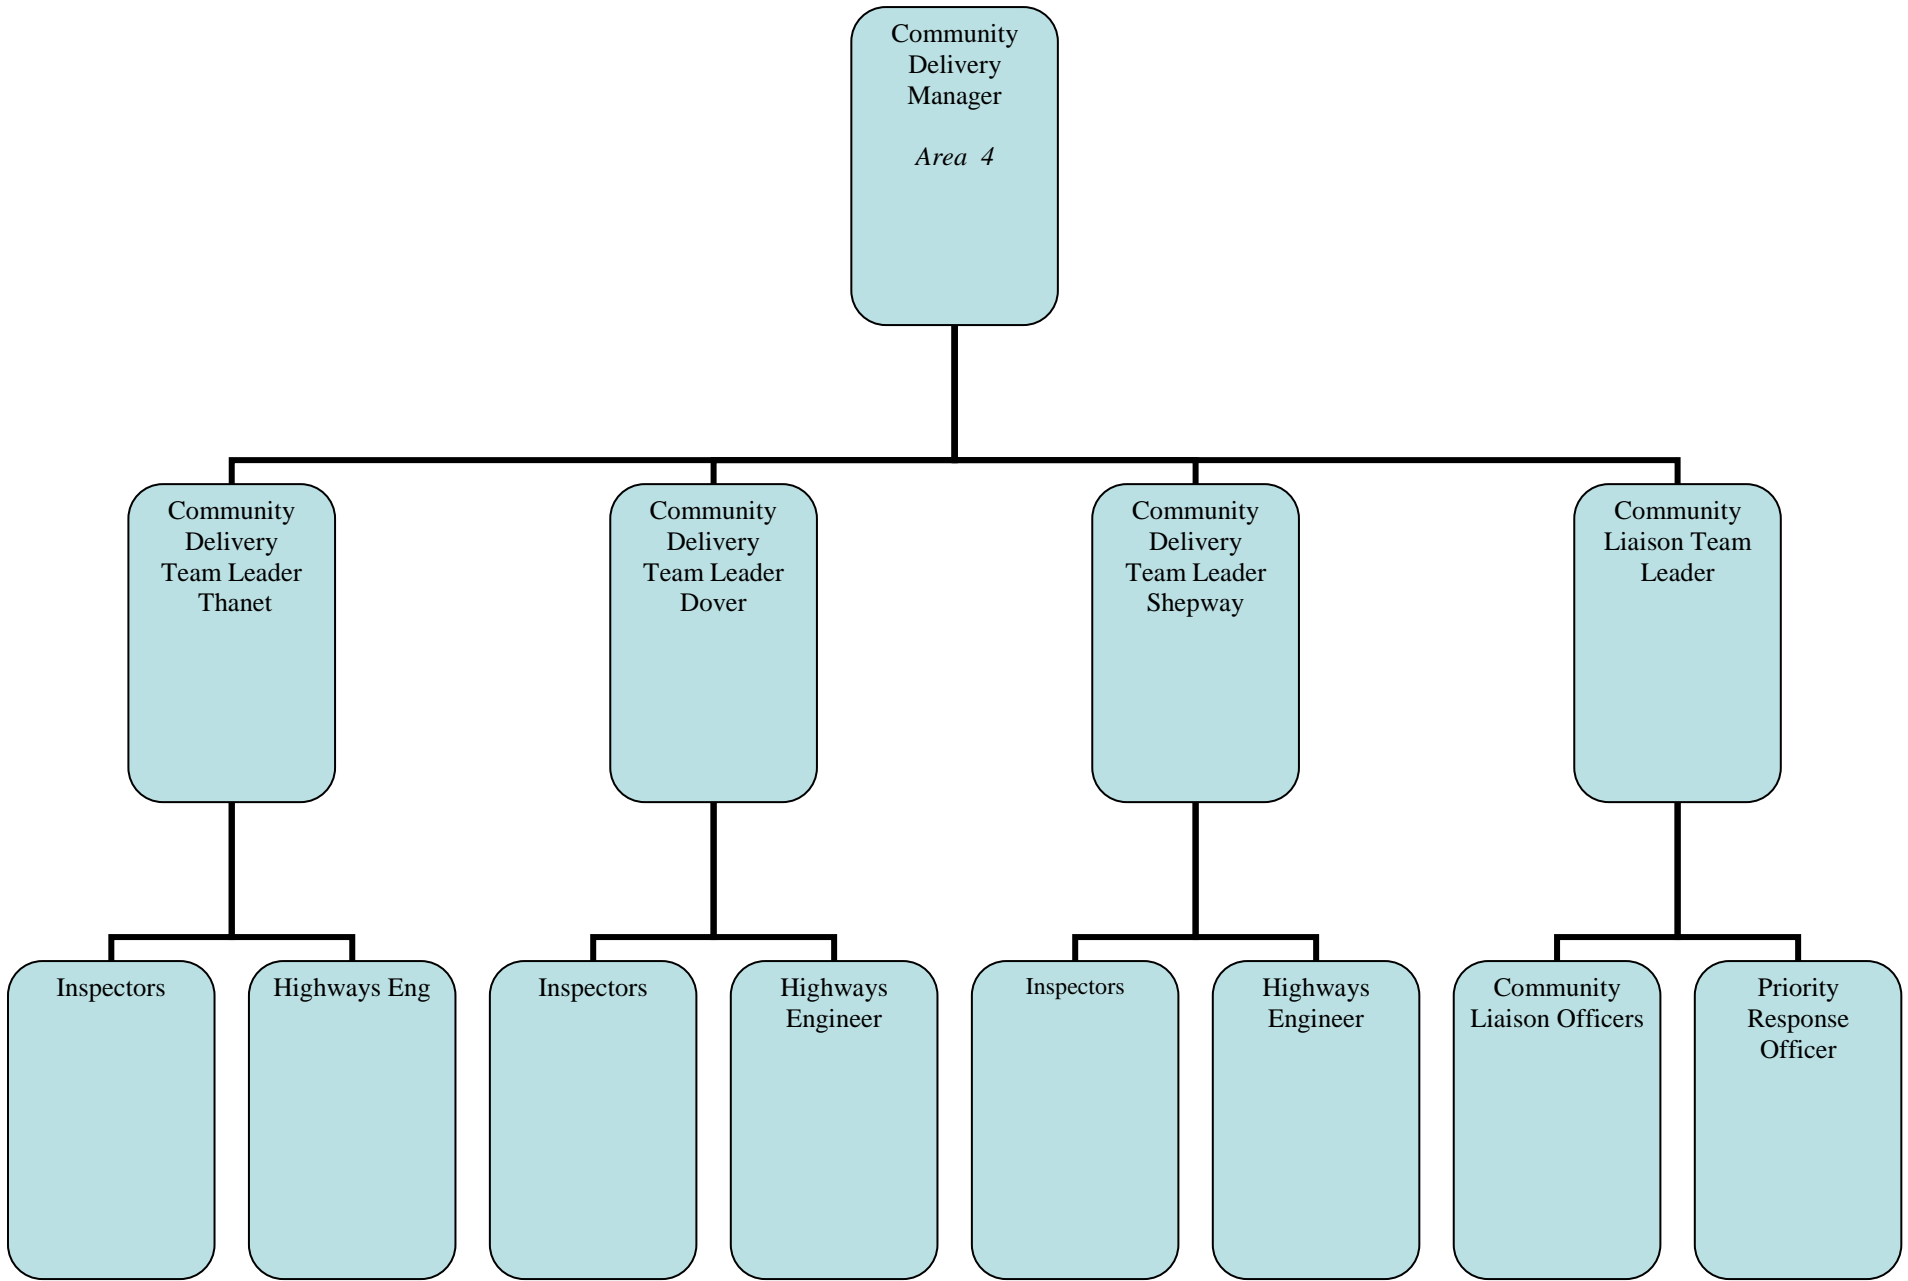 Community
Delivery
Manager
Area 4
Community
Delivery
Team Leader
Thanet
Community
Delivery
Team Leader
Dover
Community
Delivery
Team Leader
Shepway
Community
Liaison Team
Leader
Inspectors
Highways Eng
Inspectors
Highways
Engineer
Inspectors
Highways
Engineer
Community
Liaison Officers
Priority
Response
Officer